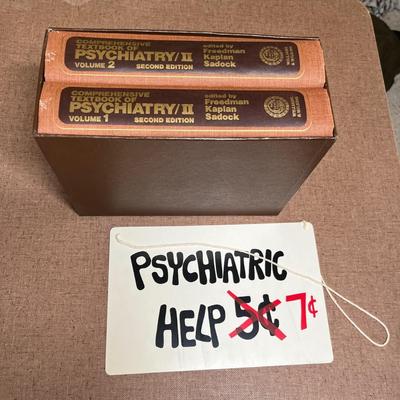 COMPREHENSIVE
TEXTBOOK OF
PSYCHIATRY/II
VOLUME 2 SECOND EDITION
edited by
Freedman
Kaplan
Sadock
COMPREHENSIVE
TEXTBOOK OF
PSYCHIATRY/II
VOLUME 1 SECOND EDITION
edited by
Freedman
Kaplan
Sadock
PSYCHIATRIC
HELP 5¢ 7¢